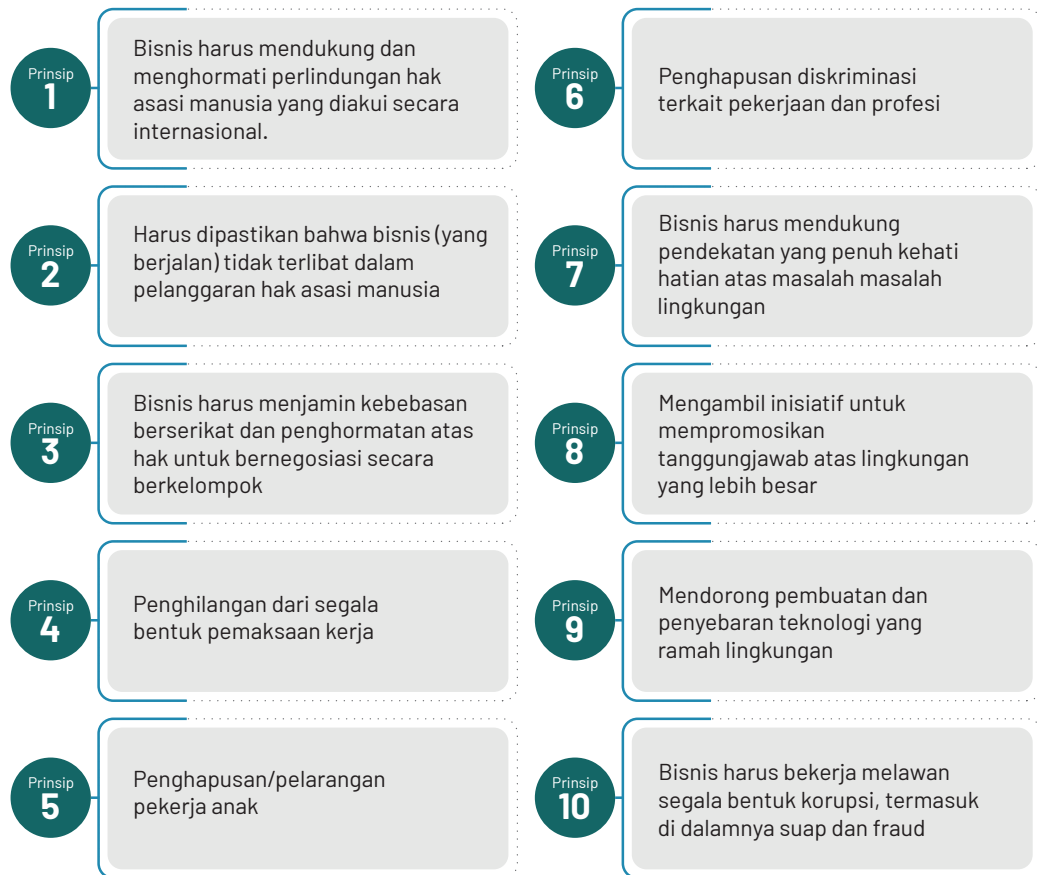 Prinsip
1
Bisnis harus mendukung dan
menghormati perlindungan hak
asasi manusia yang diakui secara
internasional.
Prinsip
2
Harus dipastikan bahwa bisnis (yang
berjalan) tidak terlibat dalam
pelanggaran hak asasi manusia
Prinsip
3
Bisnis harus menjamin kebebasan
berserikat dan penghormatan atas
hak untuk bernegosiasi secara
berkelompok
Prinsip
4
Penghilangan dari segala
bentuk pemaksaan kerja
Prinsip
5
Penghapusan/pelarangan
pekerja anak
Prinsip
6
Penghapusan diskriminasi
terkait pekerjaan dan profesi
Prinsip
7
Bisnis harus mendukung
pendekatan yang penuh kehati
hatian atas masalah masalah
lingkungan
Prinsip
8
Mengambil inisiatif untuk
mempromosikan
tanggungjawab atas lingkungan
yang lebih besar
Prinsip
9
Mendorong pembuatan dan
penyebaran teknologi yang
ramah lingkungan
Prinsip
10
Bisnis harus bekerja melawan
segala bentuk korupsi, termasuk
di dalamnya suap dan fraud